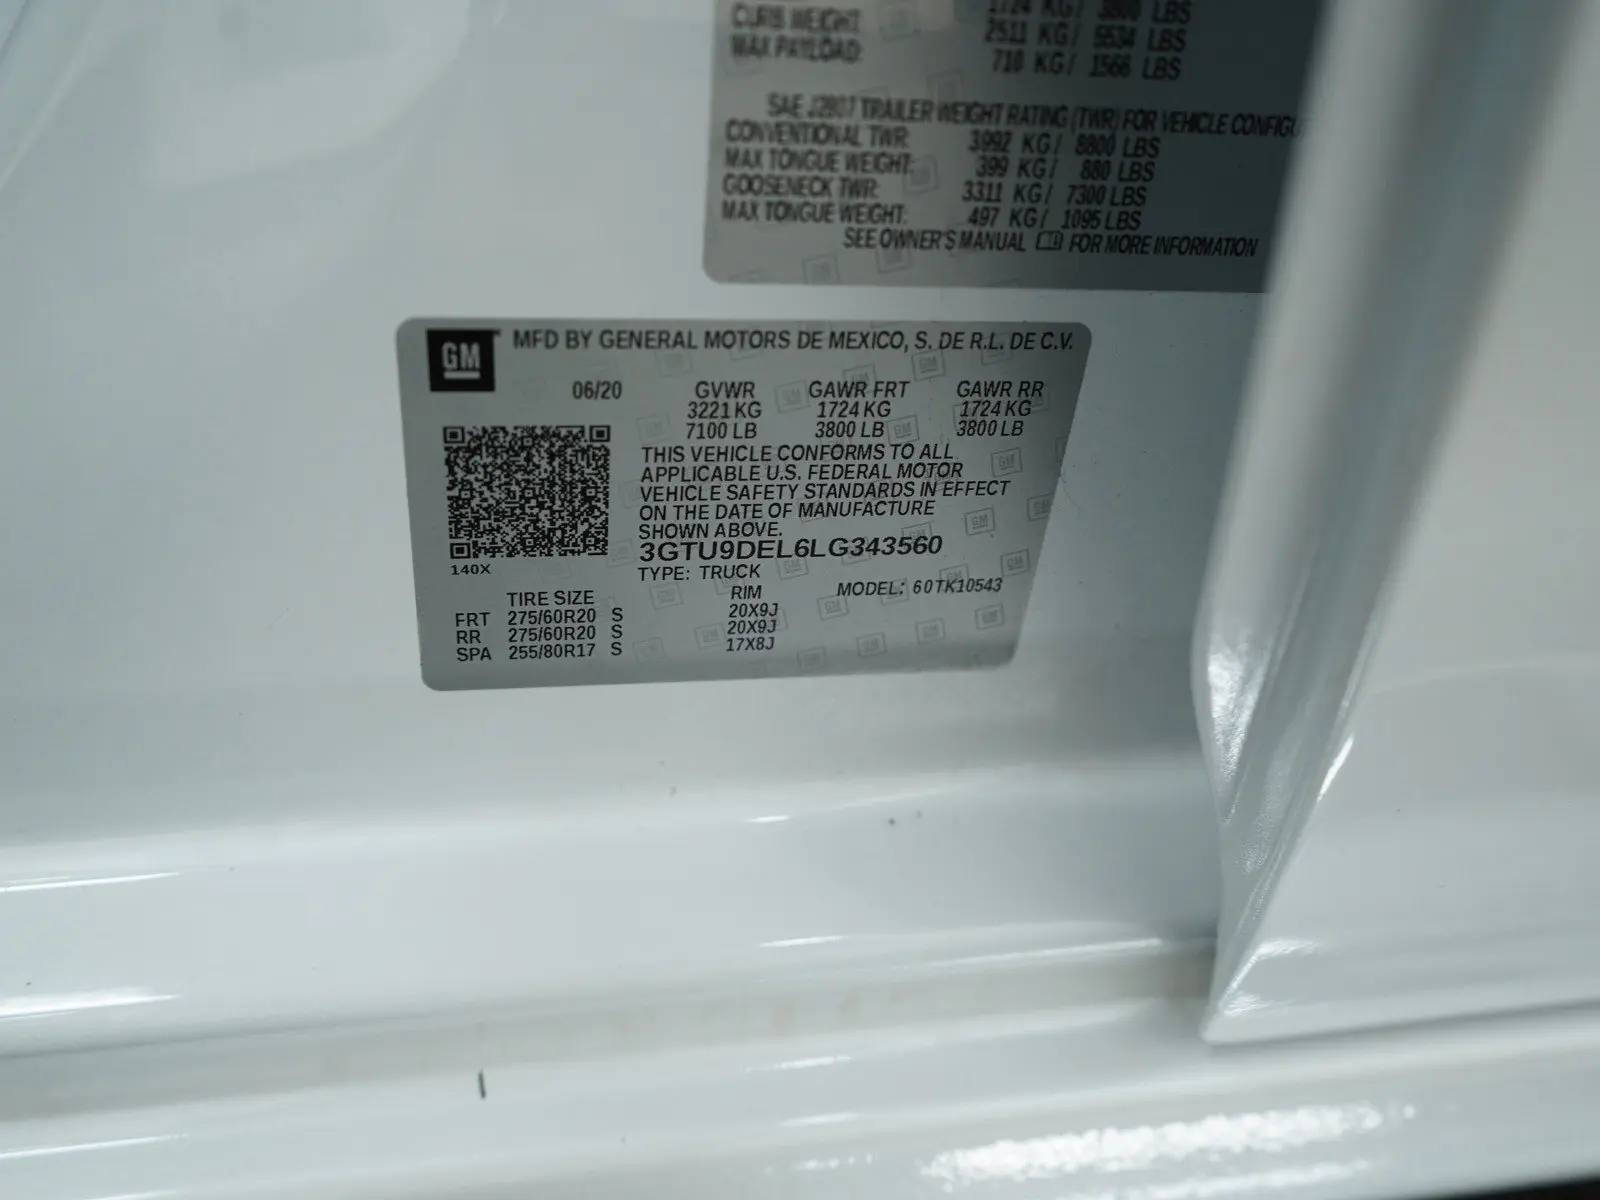 1724 KG/ 3800 LBS
CURB WEIGHT: 2511 KG/ 5534 LBS
MAX PAYLOAD: 710 KG/ 1566 LBS
SAE J2807 TRAILER WEIGHT RATING (TWR) FOR VEHICLE CONFIGU
CONVENTIONAL TWR: 3992 KG/ 8800 LBS
MAX TONGUE WEIGHT: 399 KG/ 880 LBS
GOOSENECK TWR: 3311 KG/ 7300 LBS
MAX TONGUE WEIGHT: 497 KG/ 1095 LBS
SEE OWNER'S MANUAL FOR MORE INFORMATION
GM MFD BY GENERAL MOTORS DE MEXICO, S. DE R.L. DE C.V.
06/20 GVWR GAWR FRT GAWR RR
3221 KG 1724 KG 1724 KG
7100 LB 3800 LB 3800 LB
THIS VEHICLE CONFORMS TO ALL
APPLICABLE U.S. FEDERAL MOTOR
VEHICLE SAFETY STANDARDS IN EFFECT
ON THE DATE OF MANUFACTURE
SHOWN ABOVE.
3GTU9DEL6LG343560
140X
TYPE: TRUCK MODEL: 60TK10543
TIRE SIZE RIM
FRT 275/60R20 S 20X9J
RR 275/60R20 S 20X9J
SPA 255/80R17 S 17X8J